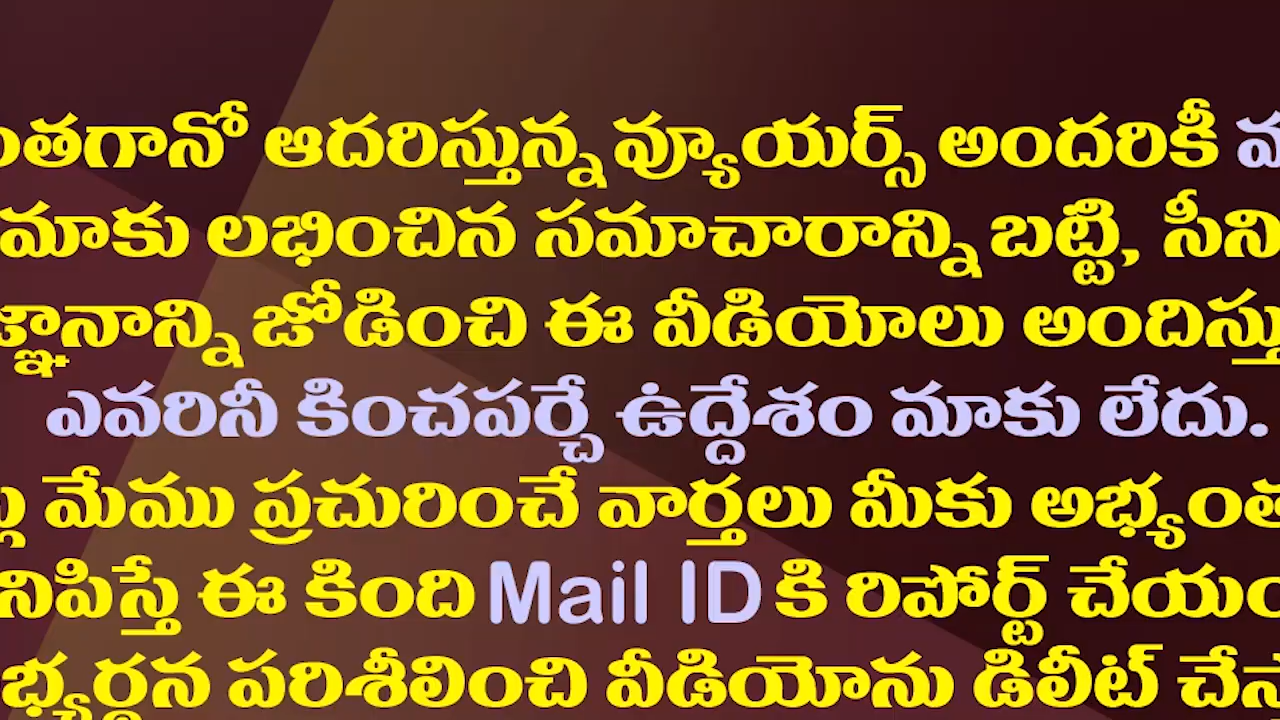 ఆదరిస్తున్న వ్యూయర్స్ అందరికీ
మాకు లభించిన సమాచారాన్ని బట్టి,
జోడించి ఈ వీడియోలు
ఎవరినీ కించపర్చే ఉద్దేశం మాకు లేదు.
మేము ప్రచురించే వార్తలు మీకు
ఈ కింది Mail ID కి రిపోర్ట్
పరిశీలించి వీడియోను డిలీట్